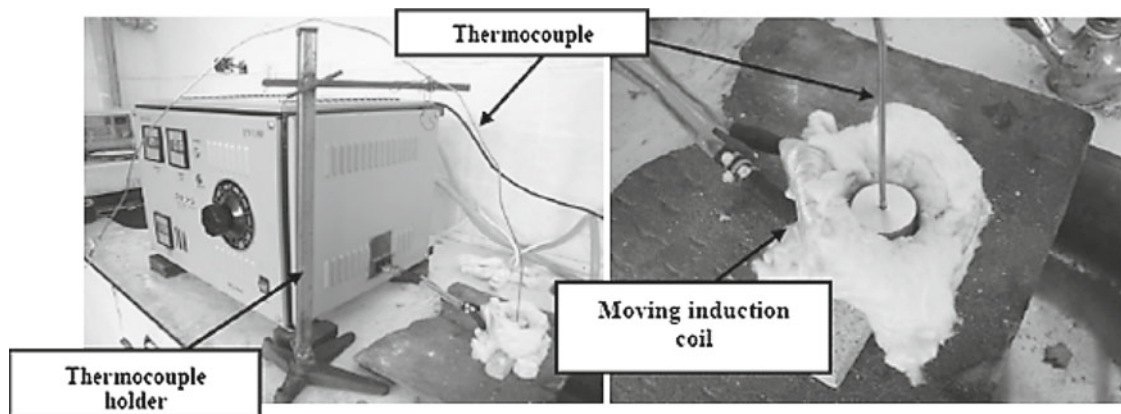 Thermocouple
Moving induction
coil
Thermocouple
holder